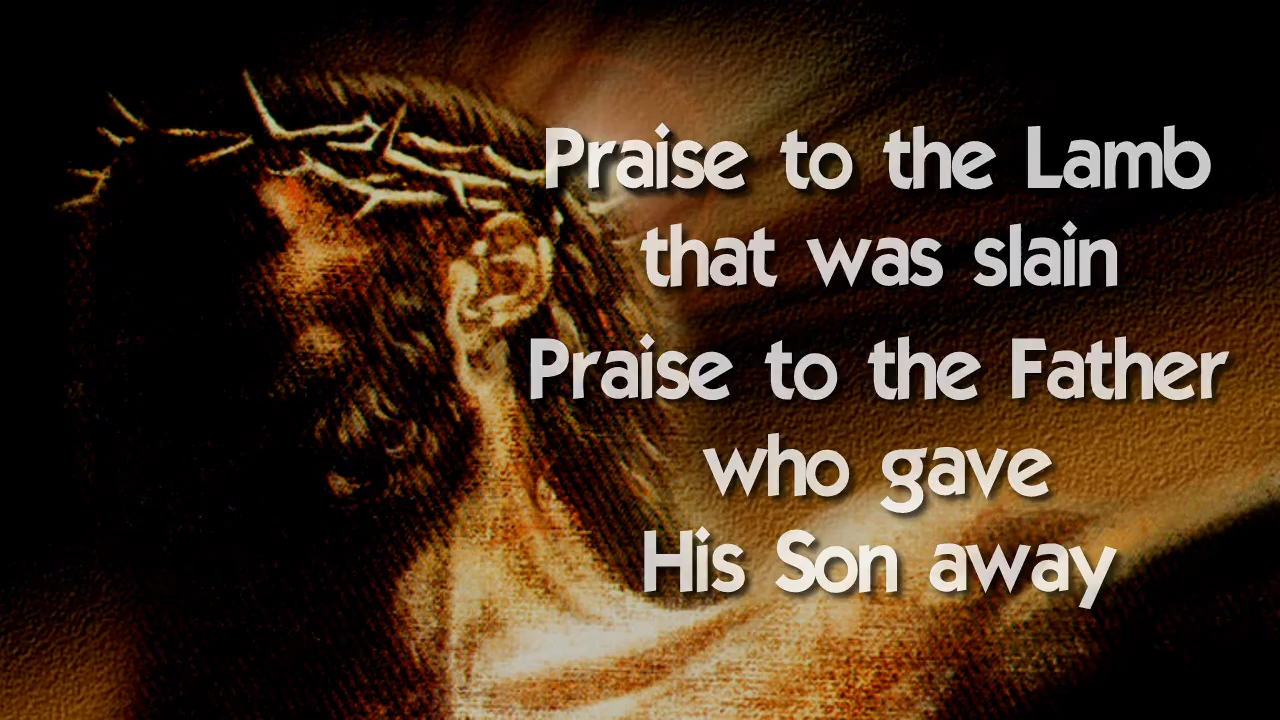 Praise to the Lamb
that was slain
Praise to the Father
who gave
His Son away